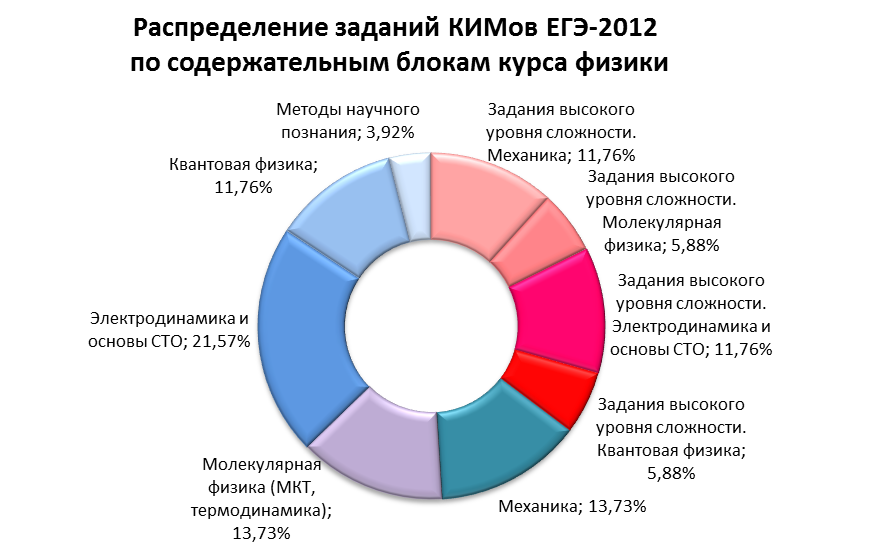 Распределение заданий КИМов ЕГЭ-2012
по содержательным блокам курса физики
Методы научного
познания; 3,92%
Задания высокого
уровня сложности.
Механика; 11,76%
Квантовая физика;
11,76%
Задания высокого
уровня сложности.
Молекулярная
физика; 5,88%
Задания высокого
уровня сложности.
Электродинамика и
основы СТО; 11,76%
Электродинамика и
основы СТО; 21,57%
Задания высокого
уровня сложности.
Квантовая физика;
5,88%
Молекулярная
физика (МКТ,
термодинамика);
13,73%
Механика; 13,73%